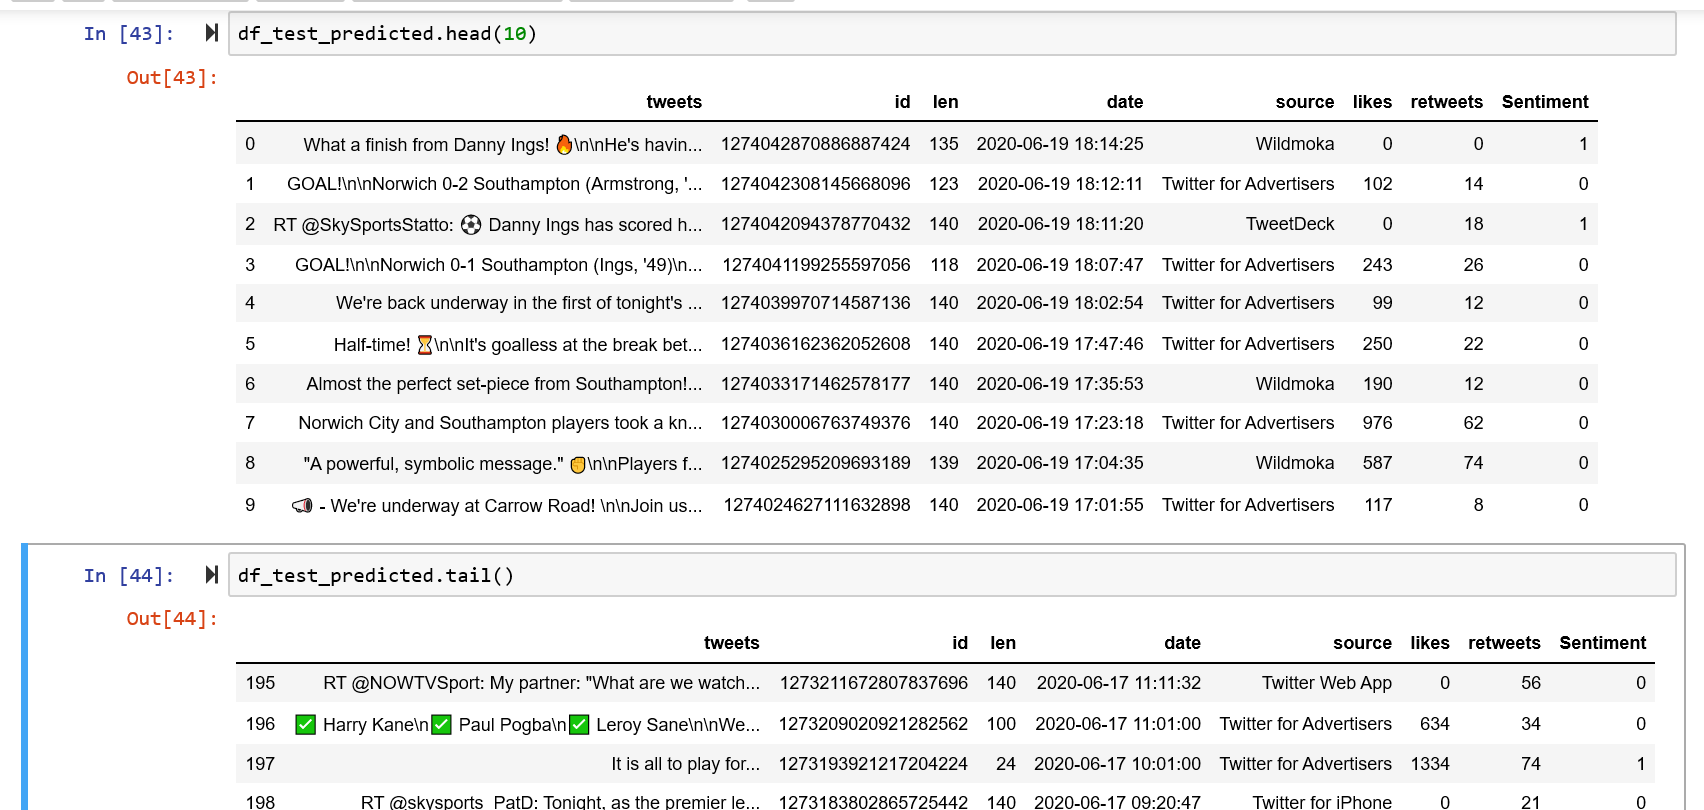 In [43]: df_test_predicted.head(10)
Out[43]:
tweets id len date source likes retweets Sentiment
0 What a finish from Danny Ings! 🔥\n\nHe's havin... 1274042870886887424 135 2020-06-19 18:14:25 Wildmoka 0 0 1
1 GOAL!\n\nNorwich 0-2 Southampton (Armstrong, '... 1274042308145668096 123 2020-06-19 18:12:11 Twitter for Advertisers 102 14 0
2 RT @SkySportsStatto: ⚽ Danny Ings has scored h... 1274042094378770432 140 2020-06-19 18:11:20 TweetDeck 0 18 1
3 GOAL!\n\nNorwich 0-1 Southampton (Ings, '49)\n... 1274041199255597056 118 2020-06-19 18:07:47 Twitter for Advertisers 243 26 0
4 We're back underway in the first of tonight's ... 1274039970714587136 140 2020-06-19 18:02:54 Twitter for Advertisers 99 12 0
5 Half-time! ⏳\n\nIt's goalless at the break bet... 1274036162362052608 140 2020-06-19 17:47:46 Twitter for Advertisers 250 22 0
6 Almost the perfect set-piece from Southampton!... 1274033171462578177 140 2020-06-19 17:35:53 Wildmoka 190 12 0
7 Norwich City and Southampton players took a kn... 1274030006763749376 140 2020-06-19 17:23:18 Twitter for Advertisers 976 62 0
8 "A powerful, symbolic message." ✊\n\nPlayers f... 1274025295209693189 139 2020-06-19 17:04:35 Wildmoka 587 74 0
9 📣 - We're underway at Carrow Road! \n\nJoin us... 1274024627111632898 140 2020-06-19 17:01:55 Twitter for Advertisers 117 8 0
In [44]: df_test_predicted.tail()
Out[44]:
tweets id len date source likes retweets Sentiment
195 RT @NOWTVSport: My partner: "What are we watch... 1273211672807837696 140 2020-06-17 11:11:32 Twitter Web App 0 56 0
196 ✅ Harry Kane\n✅ Paul Pogba\n✅ Leroy Sane\n\nWe... 1273209020921282562 100 2020-06-17 11:01:00 Twitter for Advertisers 634 34 0
197 It is all to play for... 1273193921217204224 24 2020-06-17 10:01:00 Twitter for Advertisers 1334 74 1
198 RT @skysports_PatD: Tonight, as the premier le... 1273183802865725442 140 2020-06-17 09:20:47 Twitter for iPhone 0 21 0